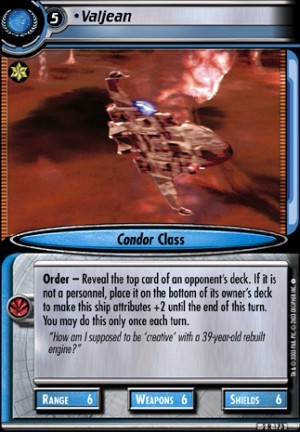 5 • Valjean
Condor Class
Order – Reveal the top card of an opponent's deck. If it
is not a personnel, place it on the bottom of its owner's deck
to make this ship attributes +2 until the end of this turn.
You may do this only once each turn.
"How am I supposed to be 'creative' with a 39-year-old rebuilt
engine?"
RANGE 6 WEAPONS 6 SHIELDS 6